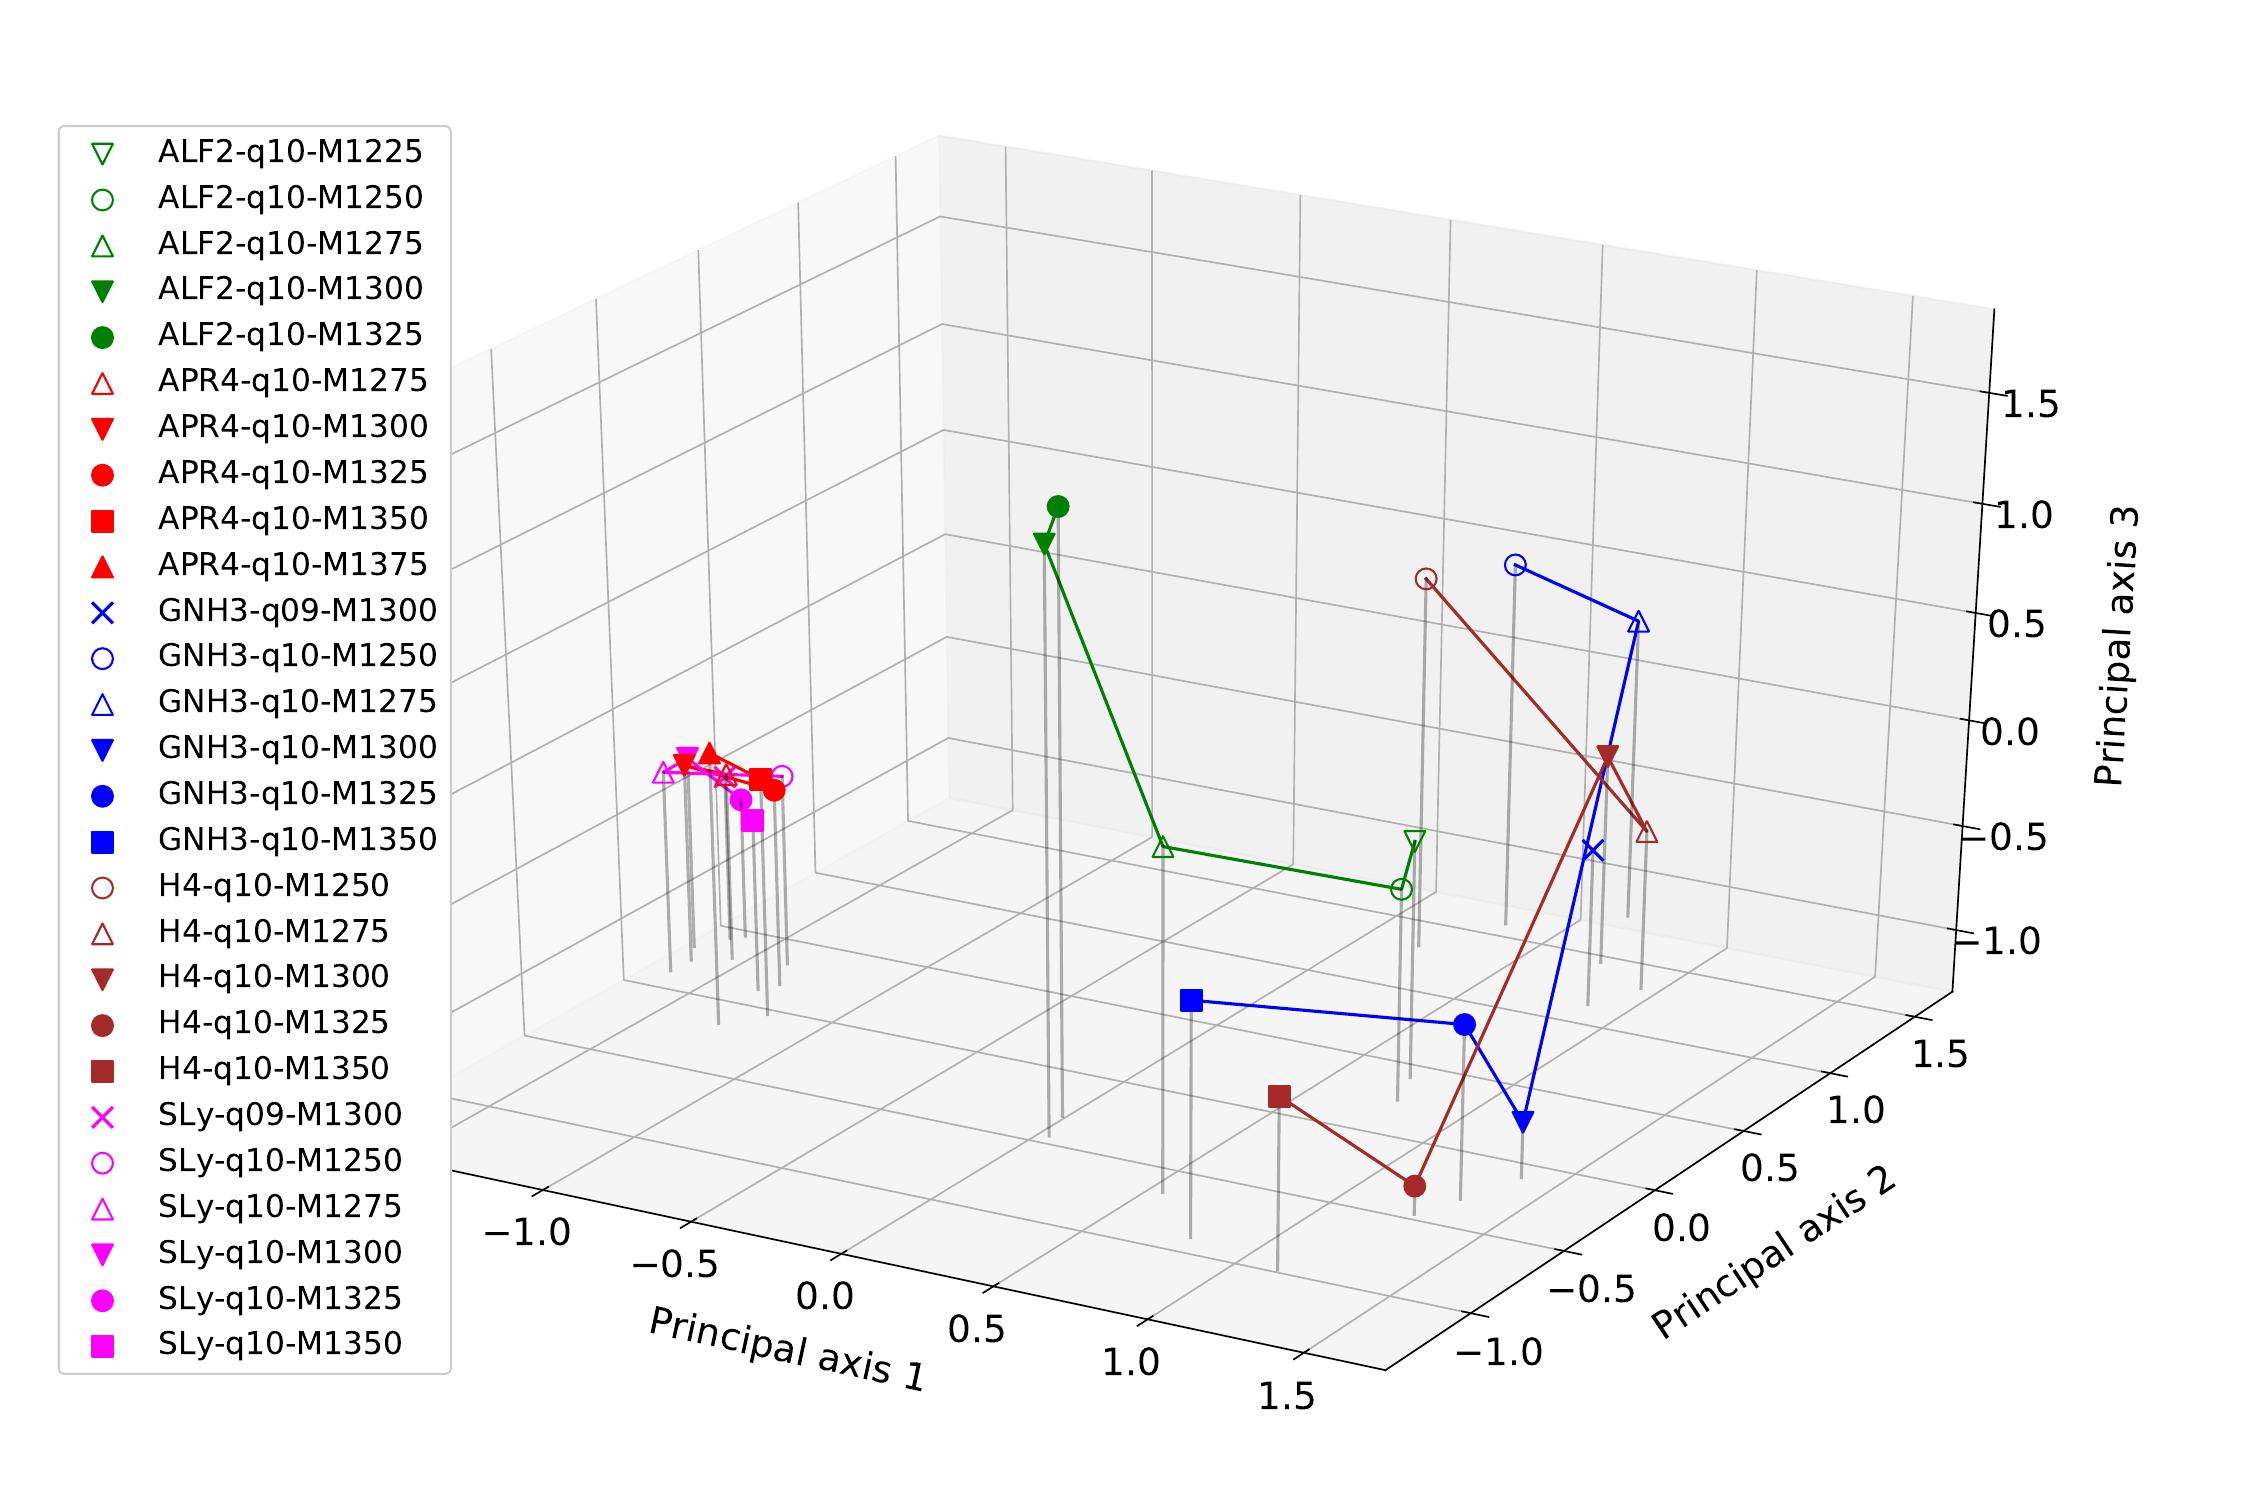 ALF2-q10-M1225
ALF2-q10-M1250
ALF2-q10-M1275
ALF2-q10-M1300
ALF2-q10-M1325
APR4-q10-M1275
APR4-q10-M1300
APR4-q10-M1325
APR4-q10-M1350
APR4-q10-M1375
GNH3-q09-M1300
GNH3-q10-M1250
GNH3-q10-M1275
GNH3-q10-M1300
GNH3-q10-M1325
GNH3-q10-M1350
H4-q10-M1250
H4-q10-M1275
H4-q10-M1300
H4-q10-M1325
H4-q10-M1350
SLy-q09-M1300
SLy-q10-M1250
SLy-q10-M1275
SLy-q10-M1300
SLy-q10-M1325
SLy-q10-M1350
−1.0
−0.5
0.0
0.5
1.0
1.5
Principal axis 1
−1.0
−0.5
0.0
0.5
1.0
1.5
Principal axis 2
1.5
1.0
0.5
0.0
−0.5
−1.0
Principal axis 3